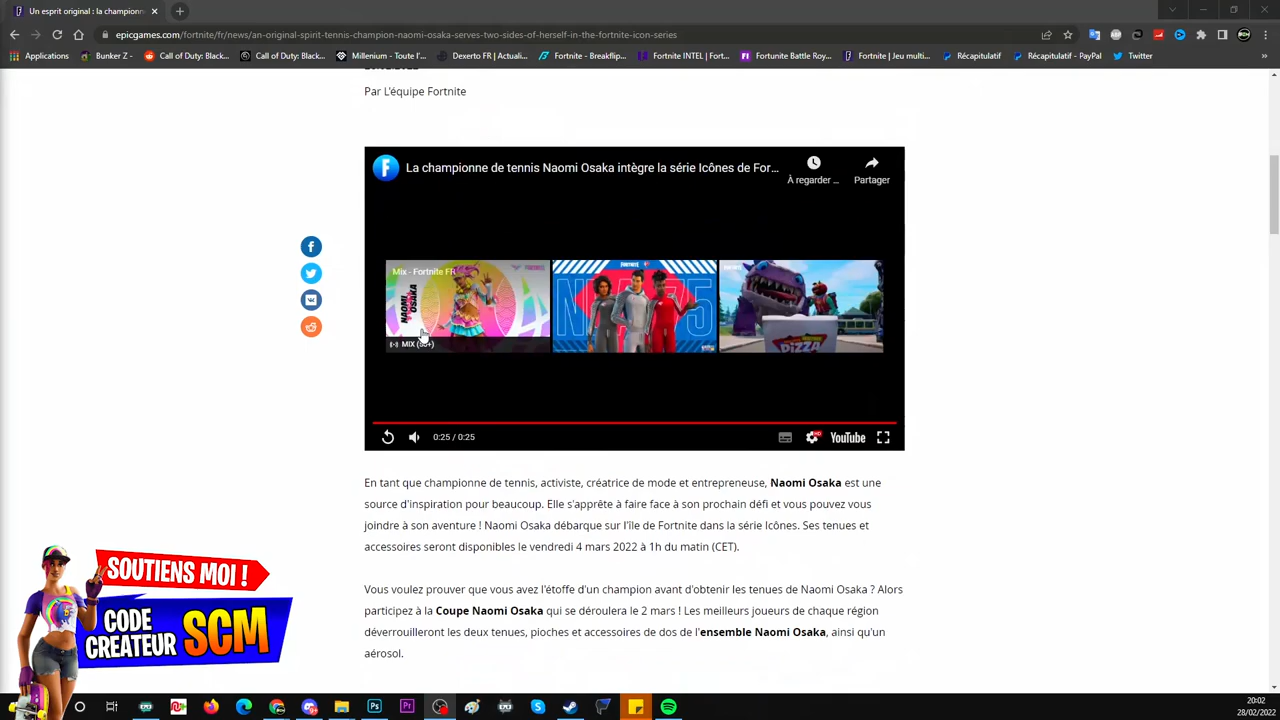 Un esprit original : la champion
epicgames.com/fortnite/fr/news/an-original-spirit-tennis-champion-naomi-osaka-serves-two-sides-of-herself-in-the-fortnite-icon-series
Applications Bunker Z - Call of Duty: Black... Call of Duty: Black... Millenium - Toute l'... Dexerto FR | Actuali... Fortnite - Breakflip... Fortnite INTEL | Fort... Fortunite Battle Roy... Fortnite | Jeu multi... Récapitulatif Récapitulatif - PayPal Twitter
Par L'équipe Fortnite
La championne de tennis Naomi Osaka intègre la série Icônes de For...
À regarder ... Partager
Mix - Fortnite FR
NAOMI OSAKA
MIX
FORTNITE
PIZZA
0:25 / 0:25
HD
YouTube
En tant que championne de tennis, activiste, créatrice de mode et entrepreneuse, Naomi Osaka est une
source d'inspiration pour beaucoup. Elle s'apprête à faire face à son prochain défi et vous pouvez vous
joindre à son aventure ! Naomi Osaka débarque sur l'île de Fortnite dans la série Icônes. Ses tenues et
accessoires seront disponibles le vendredi 4 mars 2022 à 1h du matin (CET).
Vous voulez prouver que vous avez l'étoffe d'un champion avant d'obtenir les tenues de Naomi Osaka ? Alors
participez à la Coupe Naomi Osaka qui se déroulera le 2 mars ! Les meilleurs joueurs de chaque région
déverrouilleront les deux tenues, pioches et accessoires de dos de l'ensemble Naomi Osaka, ainsi qu'un
aérosol.
SOUTIENS MOI !
CODE
CREATEUR SCM
20:02
28/02/2022